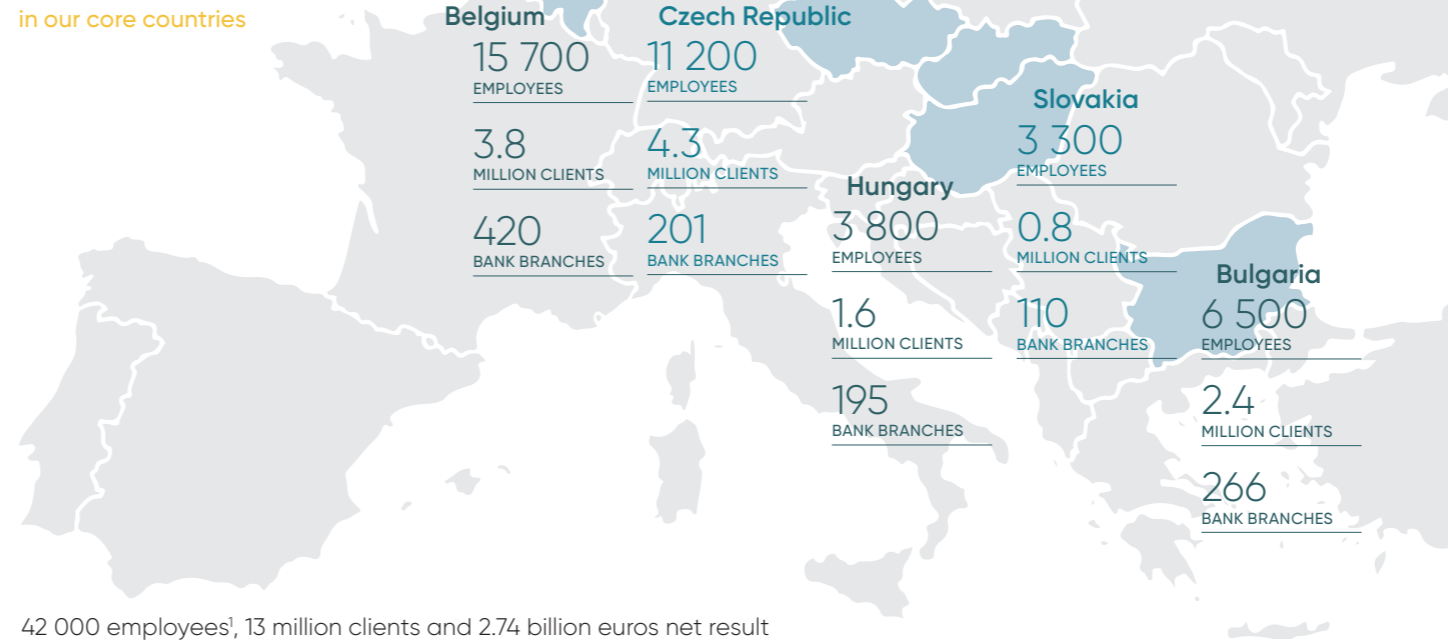 in our core countries
Belgium
15 700
EMPLOYEES
3.8
MILLION CLIENTS
420
BANK BRANCHES
Czech Republic
11 200
EMPLOYEES
4.3
MILLION CLIENTS
201
BANK BRANCHES
Hungary
3 800
EMPLOYEES
1.6
MILLION CLIENTS
195
BANK BRANCHES
Slovakia
3 300
EMPLOYEES
0.8
MILLION CLIENTS
110
BANK BRANCHES
Bulgaria
6 500
EMPLOYEES
2.4
MILLION CLIENTS
266
BANK BRANCHES
42 000 employees¹, 13 million clients and 2.74 billion euros net result